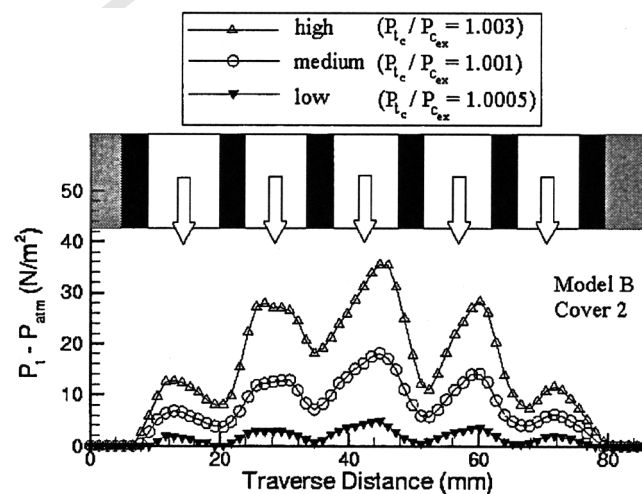 high (P_tc / P_cex = 1.003)
medium (P_tc / P_cex = 1.001)
low (P_tc / P_cex = 1.0005)
50
40
30
20
10
0
P_t - P_atm (N/m²)
Model B
Cover 2
0 20 40 60 80
Traverse Distance (mm)